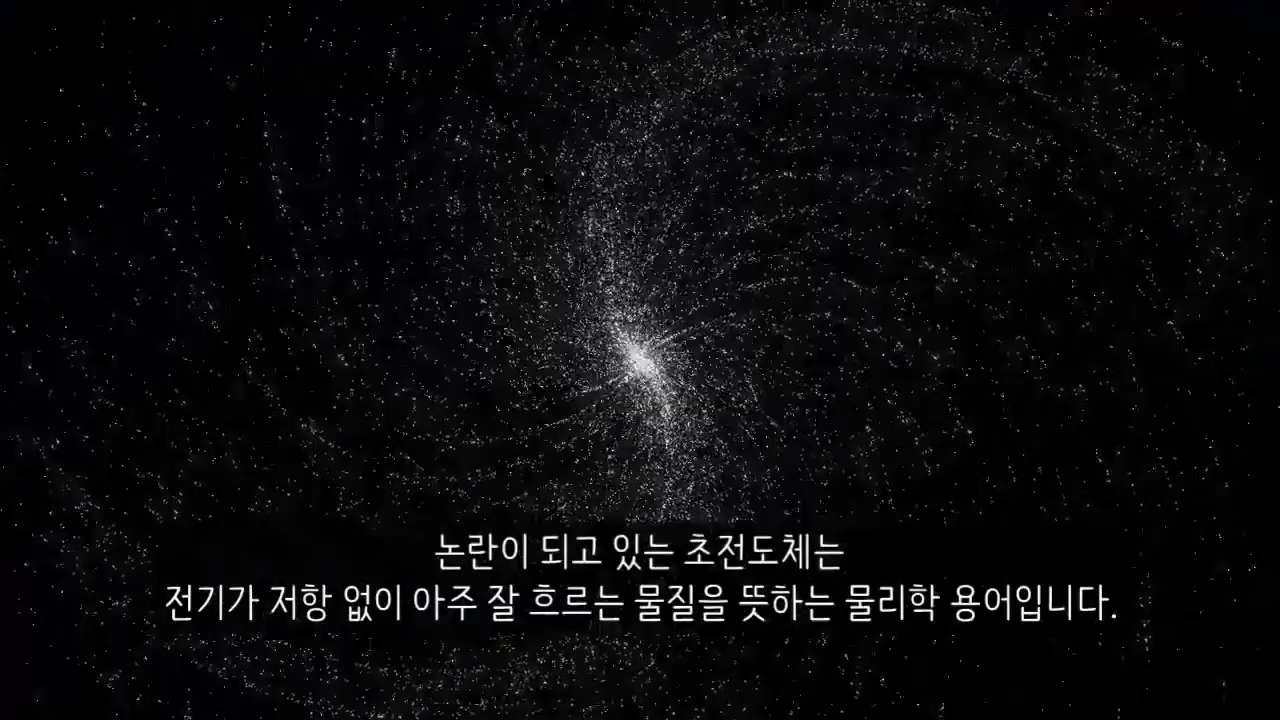 논란이 되고 있는 초전도체는
전기가 저항 없이 아주 잘 흐르는 물질을 뜻하는 물리학 용어입니다.